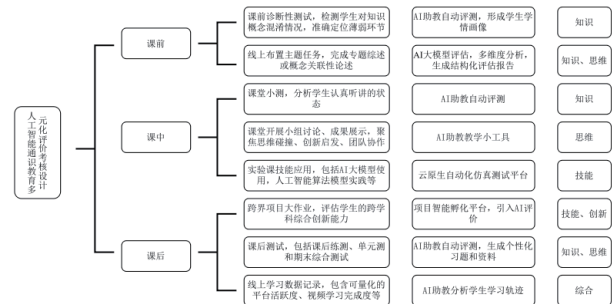 课前诊断性测试，检测学生对知识
概念混淆情况，准确定位薄弱环节
AI助教自动评测，形成学生学
情画像
知识
课前
线上布置主题任务，完成专题综述
或概念关联性论述
AI大模型评估，多维度分析，
生成结构化评估报告
知识、思维
人工智能通识教育多
元化评价考核设计
课堂小测，分析学生认真听讲的状
态
AI助教自动评测
知识
课中
课堂开展小组讨论、成果展示，聚
焦思维碰撞、创新启发、团队协作
AI助教教学小工具
思维
实验课技能应用，包括AI大模型使
用，人工智能算法模型实践等
云原生自动化仿真测试平台
技能
跨界项目大作业，评估学生的跨学
科综合创新能力
项目智能孵化平台，引入AI评
价
技能、创新
课后
课后测试，包括课后练测、单元测
和期末综合测试
AI助教自动评测，生成个性化
习题和资料
知识、思维
线上学习数据记录，包含可量化的
平台活跃度、视频学习完成度等
AI助教分析学生学习轨迹
综合